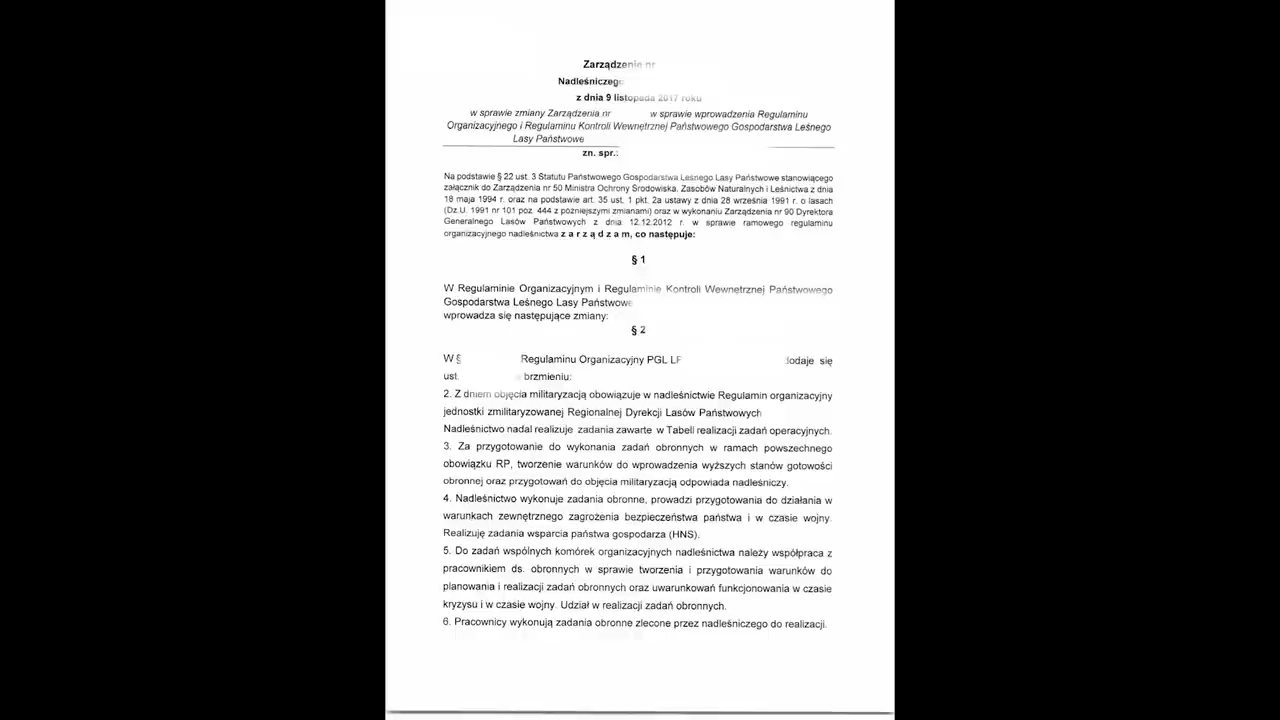 Zarządzenie nr
Nadleśniczego
z dnia 9 listopada 2017 roku
w sprawie zmiany Zarządzenia nr w sprawie wprowadzenia Regulaminu
Organizacyjnego i Regulaminu Kontroli Wewnętrznej Państwowego Gospodarstwa Leśnego
Lasy Państwowe
zn. spr.:
Na podstawie § 22 ust. 3 Statutu Państwowego Gospodarstwa Leśnego Lasy Państwowe stanowiącego
załącznik do Zarządzenia nr 50 Ministra Ochrony Środowiska, Zasobów Naturalnych i Leśnictwa z dnia
18 maja 1994 r. oraz na podstawie art. 35 ust. 1 pkt. 2a ustawy z dnia 28 września 1991 r. o lasach
(Dz.U. 1991 nr 101 poz. 444 z późniejszymi zmianami) oraz w wykonaniu Zarządzenia nr 90 Dyrektora
Generalnego Lasów Państwowych z dnia 12.12.2012 r. w sprawie ramowego regulaminu
organizacyjnego nadleśnictwa z a r z ą d z a m, co następuje:
§ 1
W Regulaminie Organizacyjnym i Regulaminie Kontroli Wewnętrznej Państwowego
Gospodarstwa Leśnego Lasy Państwowe
wprowadza się następujące zmiany:
§ 2
W § Regulaminu Organizacyjny PGL LP dodaje się
ust. brzmieniu:
2. Z dniem objęcia militaryzacją obowiązuje w nadleśnictwie Regulamin organizacyjny
jednostki zmilitaryzowanej Regionalnej Dyrekcji Lasów Państwowych
Nadleśnictwo nadal realizuje zadania zawarte w Tabeli realizacji zadań operacyjnych.
3. Za przygotowanie do wykonania zadań obronnych w ramach powszechnego
obowiązku RP, tworzenie warunków do wprowadzenia wyższych stanów gotowości
obronnej oraz przygotowań do objęcia militaryzacją odpowiada nadleśniczy.
4. Nadleśnictwo wykonuje zadania obronne, prowadzi przygotowania do działania w
warunkach zewnętrznego zagrożenia bezpieczeństwa państwa i w czasie wojny.
Realizuję zadania wsparcia państwa gospodarza (HNS).
5. Do zadań wspólnych komórek organizacyjnych nadleśnictwa należy współpraca z
pracownikiem ds. obronnych w sprawie tworzenia i przygotowania warunków do
planowania i realizacji zadań obronnych oraz uwarunkowań funkcjonowania w czasie
kryzysu i w czasie wojny. Udział w realizacji zadań obronnych.
6. Pracownicy wykonują zadania obronne zlecone przez nadleśniczego do realizacji.